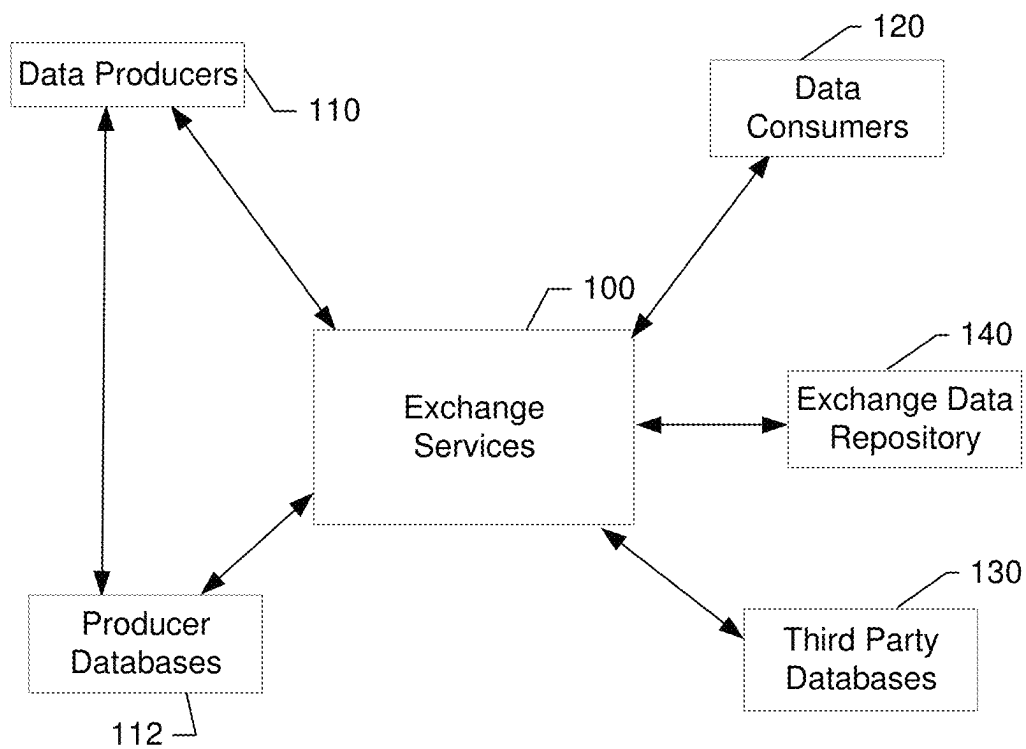 120
Data Producers
Data
Consumers
110
100
140
Exchange
Services
Exchange Data
Repository
130
Producer
Databases
Third Party
Databases
112